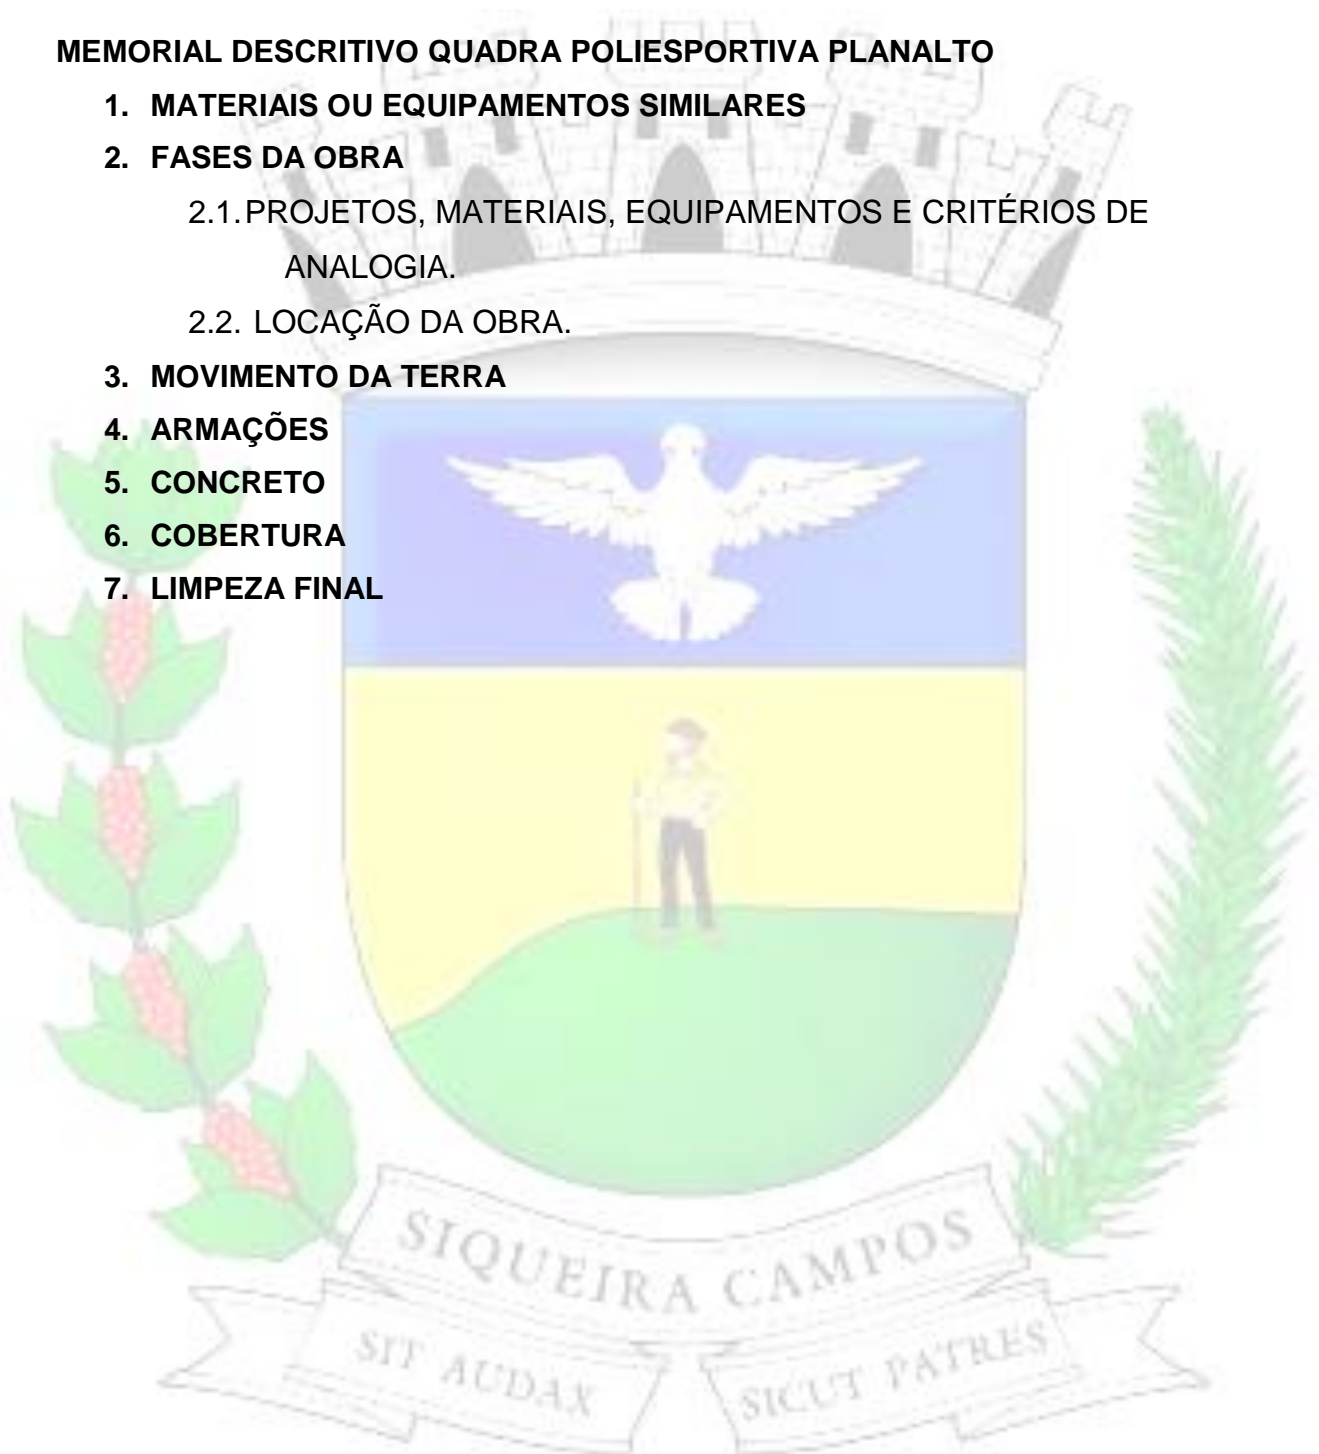 MEMORIAL DESCRITIVO QUADRA POLIESPORTIVA PLANALTO
1. MATERIAIS OU EQUIPAMENTOS SIMILARES
2. FASES DA OBRA
2.1. PROJETOS, MATERIAIS, EQUIPAMENTOS E CRITÉRIOS DE
ANALOGIA.
2.2. LOCAÇÃO DA OBRA.
3. MOVIMENTO DA TERRA
4. ARMAÇÕES
5. CONCRETO
6. COBERTURA
7. LIMPEZA FINAL
SIQUEIRA CAMPOS
SIT AUDAX SICUT PATRES